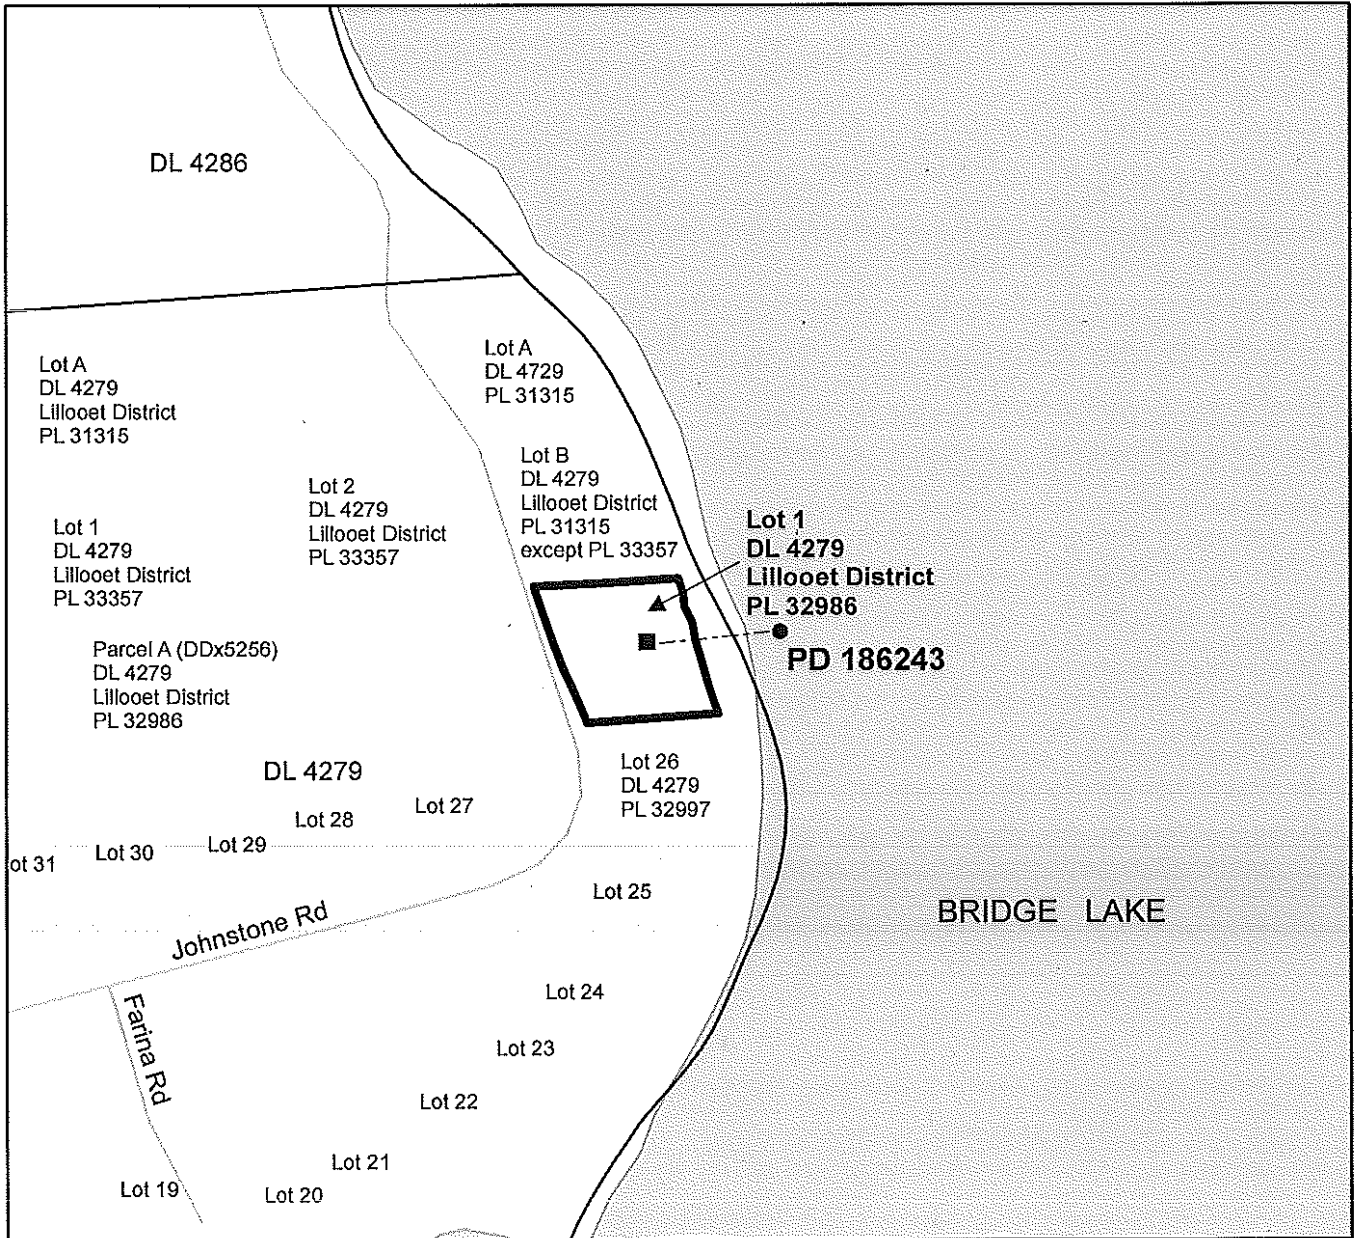 DL 4286
Lot A
DL 4279
Lillooet District
PL 31315
Lot A
DL 4729
PL 31315
Lot B
DL 4279
Lillooet District
PL 31315
except PL 33357
Lot 2
DL 4279
Lillooet District
PL 33357
Lot 1
DL 4279
Lillooet District
PL 33357
Lot 1
DL 4279
Lillooet District
PL 32986
PD 186243
Parcel A (DDx5256)
DL 4279
Lillooet District
PL 32986
DL 4279
Lot 26
DL 4279
PL 32997
Lot 27
Lot 28
Lot 29
Lot 30
ot 31
Lot 25
Johnstone Rd
BRIDGE LAKE
Farina Rd
Lot 24
Lot 23
Lot 22
Lot 21
Lot 20
Lot 19